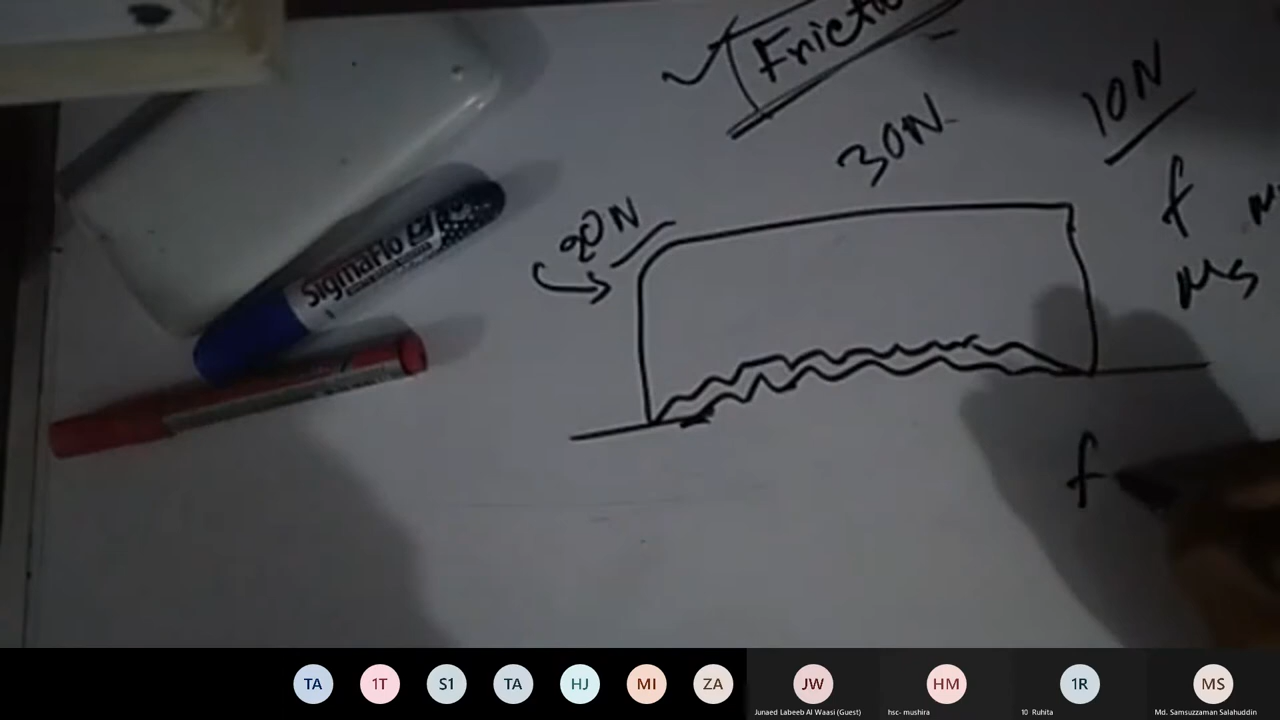 30N
10N
20N
f
μs
f
SigmaFlo
TA
1T
S1
TA
HJ
MI
ZA
JW
HM
1R
MS
Junaed Labeeb Al Waasi (Guest)
hsc- mushira
10 Ruhita
Md. Samsuzzaman Salahuddin